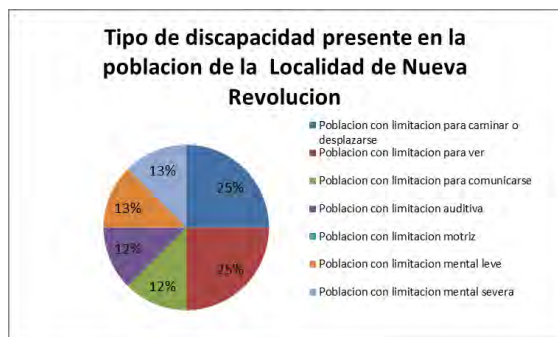 Tipo de discapacidad presente en la
poblacion de la Localidad de Nueva
Revolucion
Poblacion con limitacion para caminar o
desplazarse
Poblacion con limitacion para ver
Poblacion con limitacion para comunicarse
Poblacion con limitacion auditiva
Poblacion con limitacion motriz
Poblacion con limitacion mental leve
Poblacion con limitacion mental severa
13%
25%
13%
12%
12%
25%